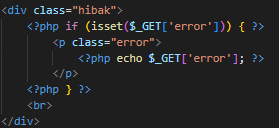 <div class="hibak">
    <?php if (isset($_GET['error'])) { ?>
        <p class="error">
            <?php echo $_GET['error']; ?>
        </p>
    <?php } ?>
    <br>
</div>